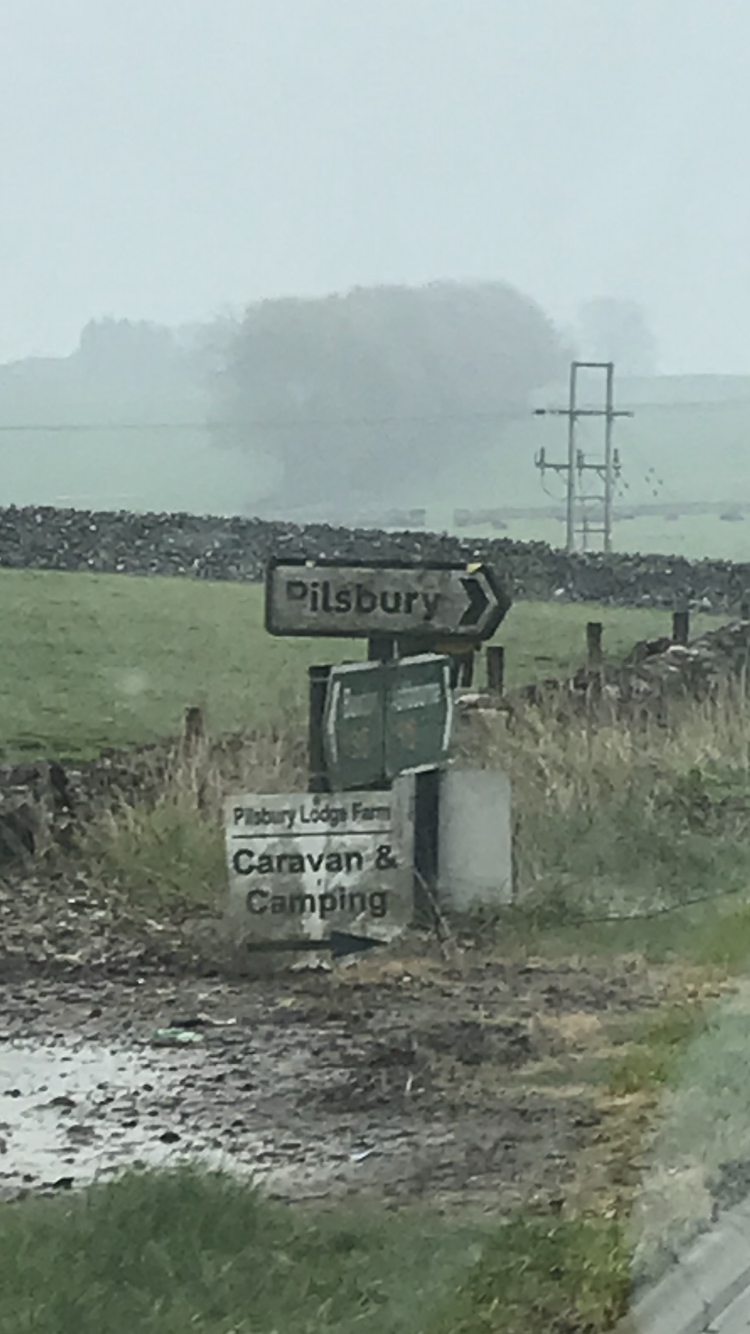 Pilsbury
Pilsbury Lodge Farm
Caravan &
Camping